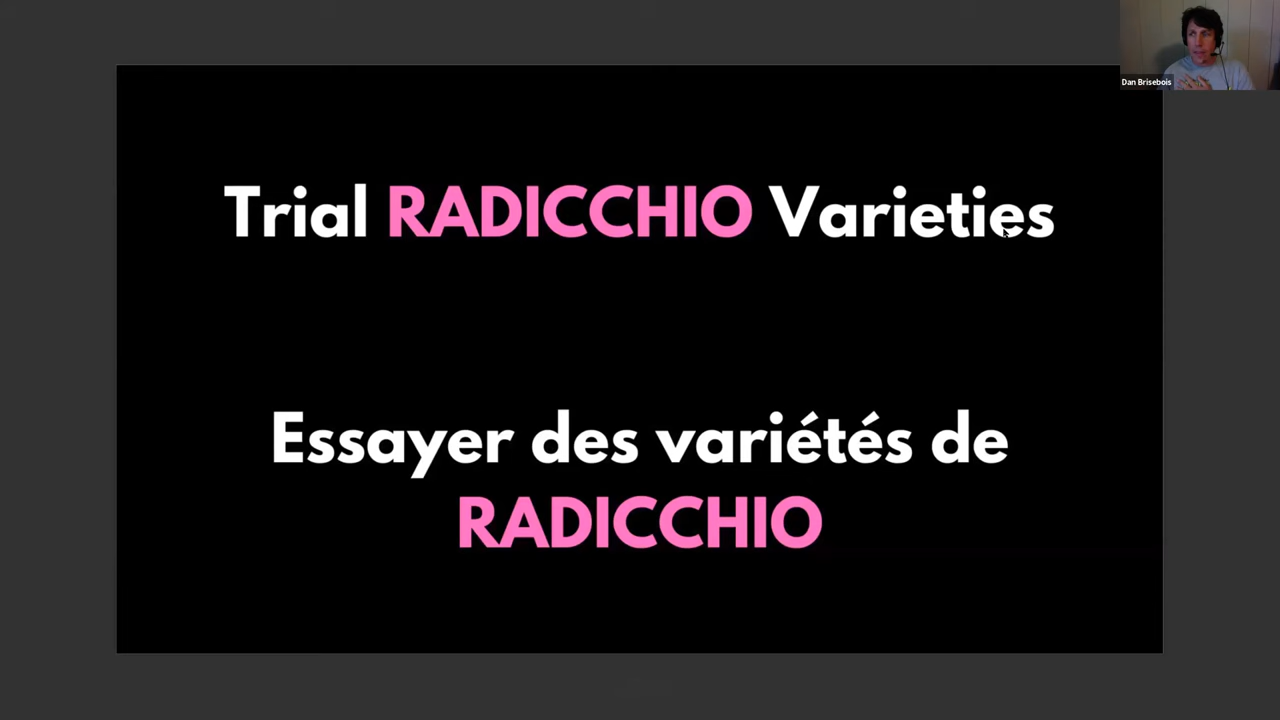 Dan Brisebois
Trial RADICCHIO Varieties
Essayer des variétés de
RADICCHIO